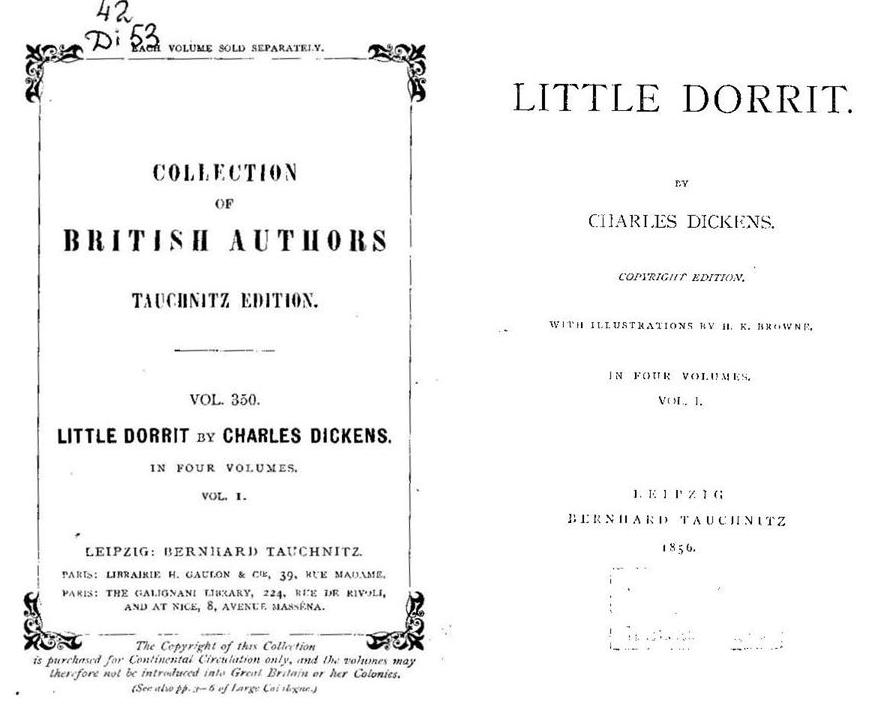 42
Di 53
EACH VOLUME SOLD SEPARATELY.
COLLECTION
OF
BRITISH AUTHORS
TAUCHNITZ EDITION.
VOL. 350.
LITTLE DORRIT BY CHARLES DICKENS.
IN FOUR VOLUMES.
VOL. I.
LEIPZIG: BERNHARD TAUCHNITZ.
PARIS: LIBRAIRIE H. GAULON & CIE, 39, RUE MADAME.
PARIS: THE GALIGNANI LIBRARY, 224, RUE DE RIVOLI,
AND AT NICE, 8, AVENUE MASSÉNA.
The Copyright of this Collection
is purchased for Continental Circulation only, and the volumes may
therefore not be introduced into Great Britain or her Colonies.
(See also pp. 3—6 of Large Catalogue.)
LITTLE DORRIT.
BY
CHARLES DICKENS.
COPYRIGHT EDITION.
WITH ILLUSTRATIONS BY H. K. BROWNE.
IN FOUR VOLUMES.
VOL. I.
LEIPZIG
BERNHARD TAUCHNITZ
1856.